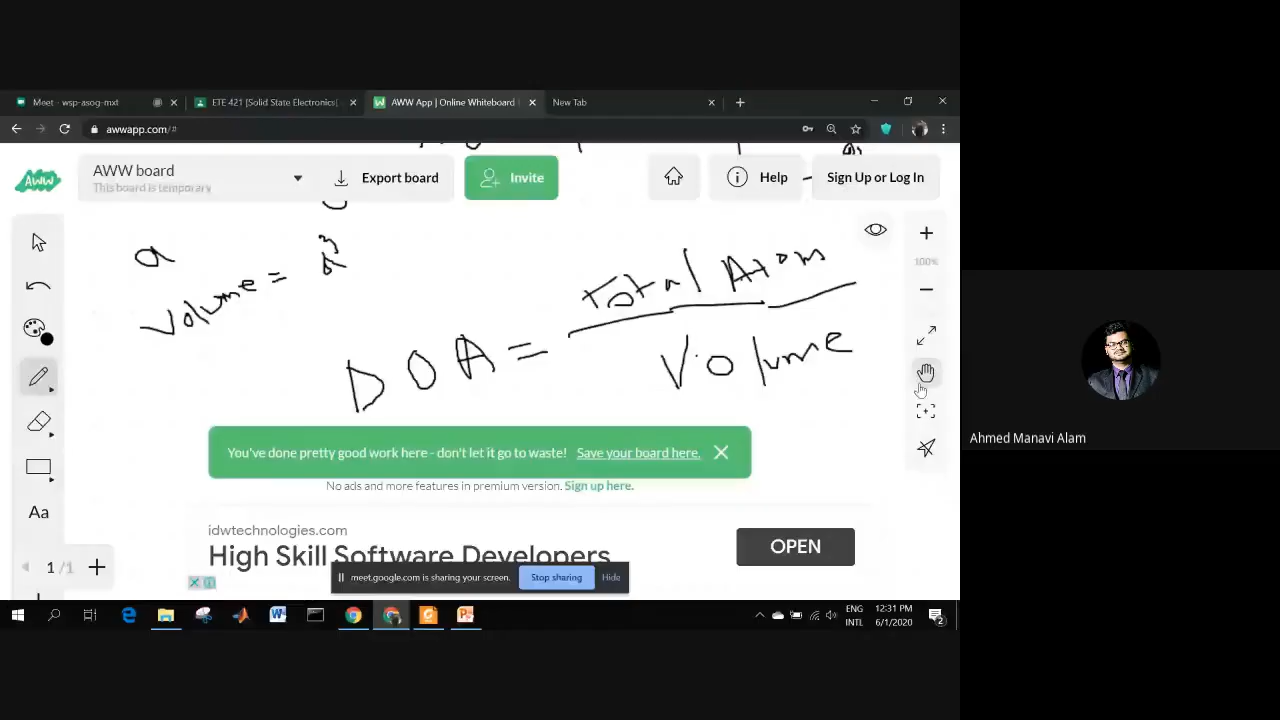 Meet - wsp-asog-mxt
ETE 421 [Solid State Electronics]
AWW App | Online Whiteboard
New Tab
awwapp.com/#
AWW
AWW board
This board is temporary
Export board
Invite
Help
Sign Up or Log In
a
Volume =
DOA = Total Atom
Volume
100%
You've done pretty good work here - don't let it go to waste! Save your board here.
No ads and more features in premium version. Sign up here.
Aa
idwtechnologies.com
High Skill Software Developers
OPEN
1 /1
meet.google.com is sharing your screen. Stop sharing Hide
ENG 12:31 PM
INTL 6/1/2020
2
Ahmed Manavi Alam